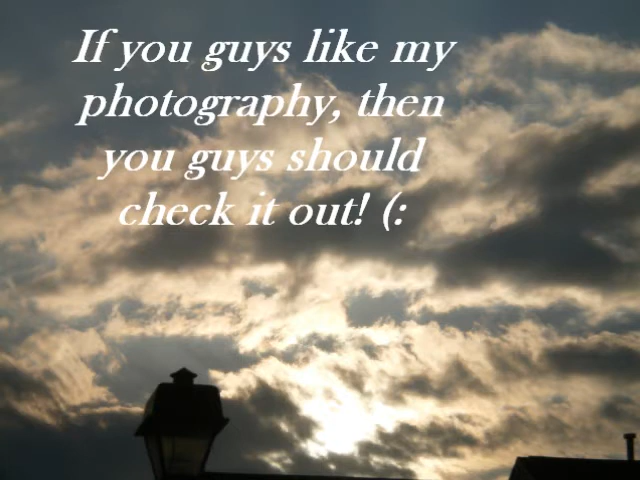 If you guys like my
photography, then
you guys should
check it out! (: